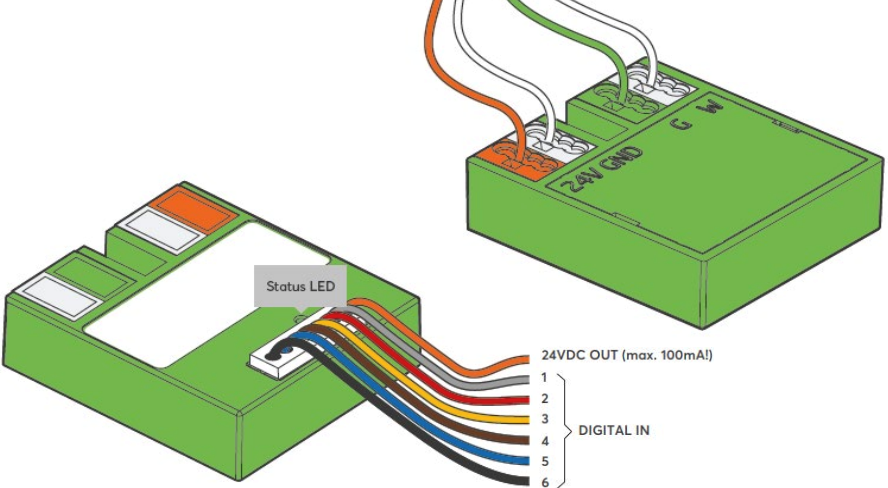 24V GND
G W
Status LED
24VDC OUT (max. 100mA!)
1
2
3
4
5
6
DIGITAL IN